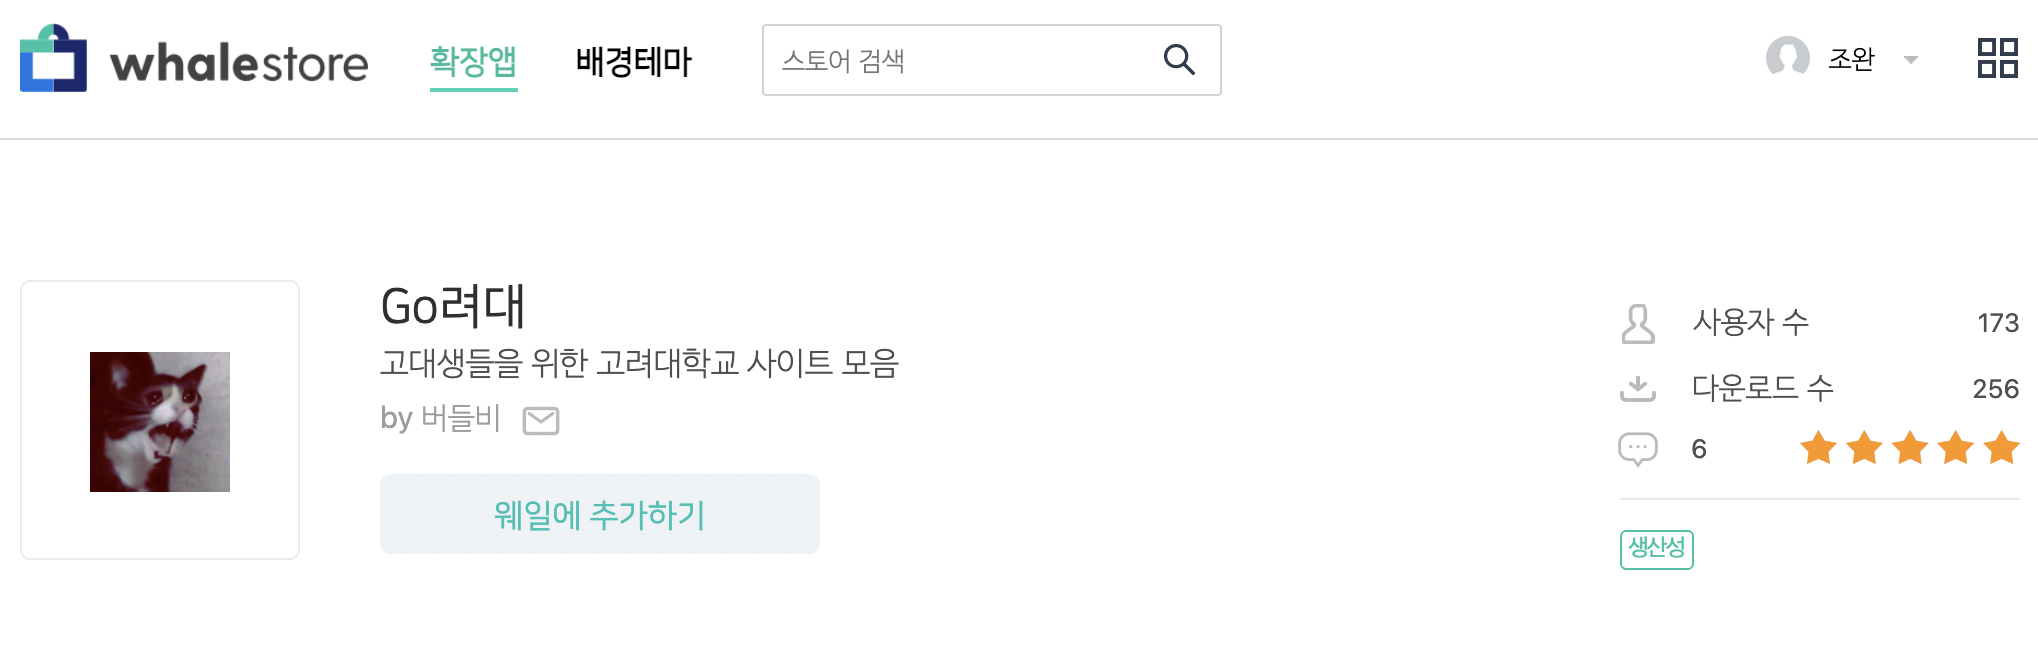 whalestore 확장앱 배경테마 스토어 검색 조완
Go려대
고대생들을 위한 고려대학교 사이트 모음
by 버들비
웨일에 추가하기
사용자 수 173
다운로드 수 256
6
생산성